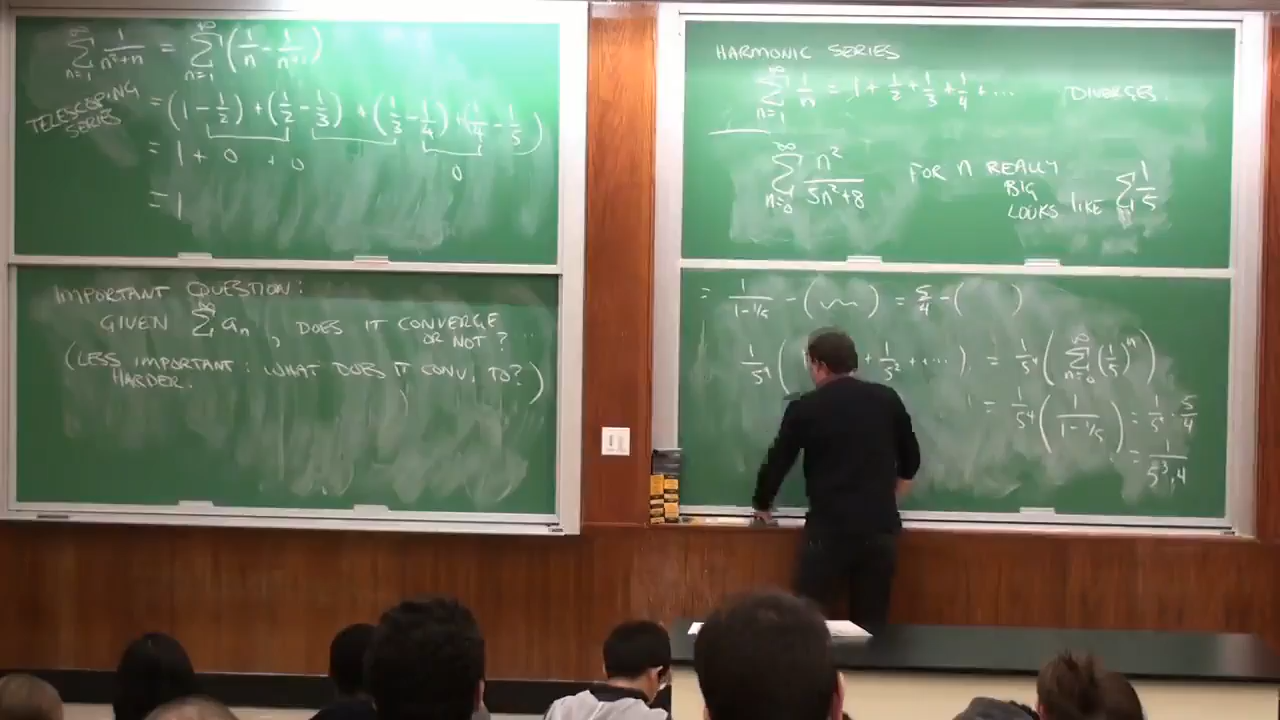 ∞∑n=1 1/(n²+n) = +∞∑n=1 (1/n - 1/(n+1))
TELESCOPING SERIES
= (1 - 1/2) + (1/2 - 1/3) + (1/3 - 1/4) + (1/4 - 1/5)
= 1 + 0 + 0 0
= 1
IMPORTANT QUESTION:
GIVEN ∞∑ aₙ, DOES IT CONVERGE
OR NOT?
(LESS IMPORTANT: WHAT DOES IT CONV. TO?)
HARDER.
HARMONIC SERIES
∞∑n=1 1/n = 1 + 1/2 + 1/3 + 1/4 + ... DIVERGES.
∞∑n=0 n²/(5n²+8) FOR n REALLY
BIG
LOOKS LIKE ∑ 1/5
= 1/(1-1/5) - ( ) = 5/4 - ( )
1/5⁴ ( + 1/5² + ... ) = 1/5⁴ (∞∑n=0 (1/5)ⁿ)
= 1/5⁴ (1/(1-1/5)) = 1/5⁴ · 5/4
= 1/(5³·4)